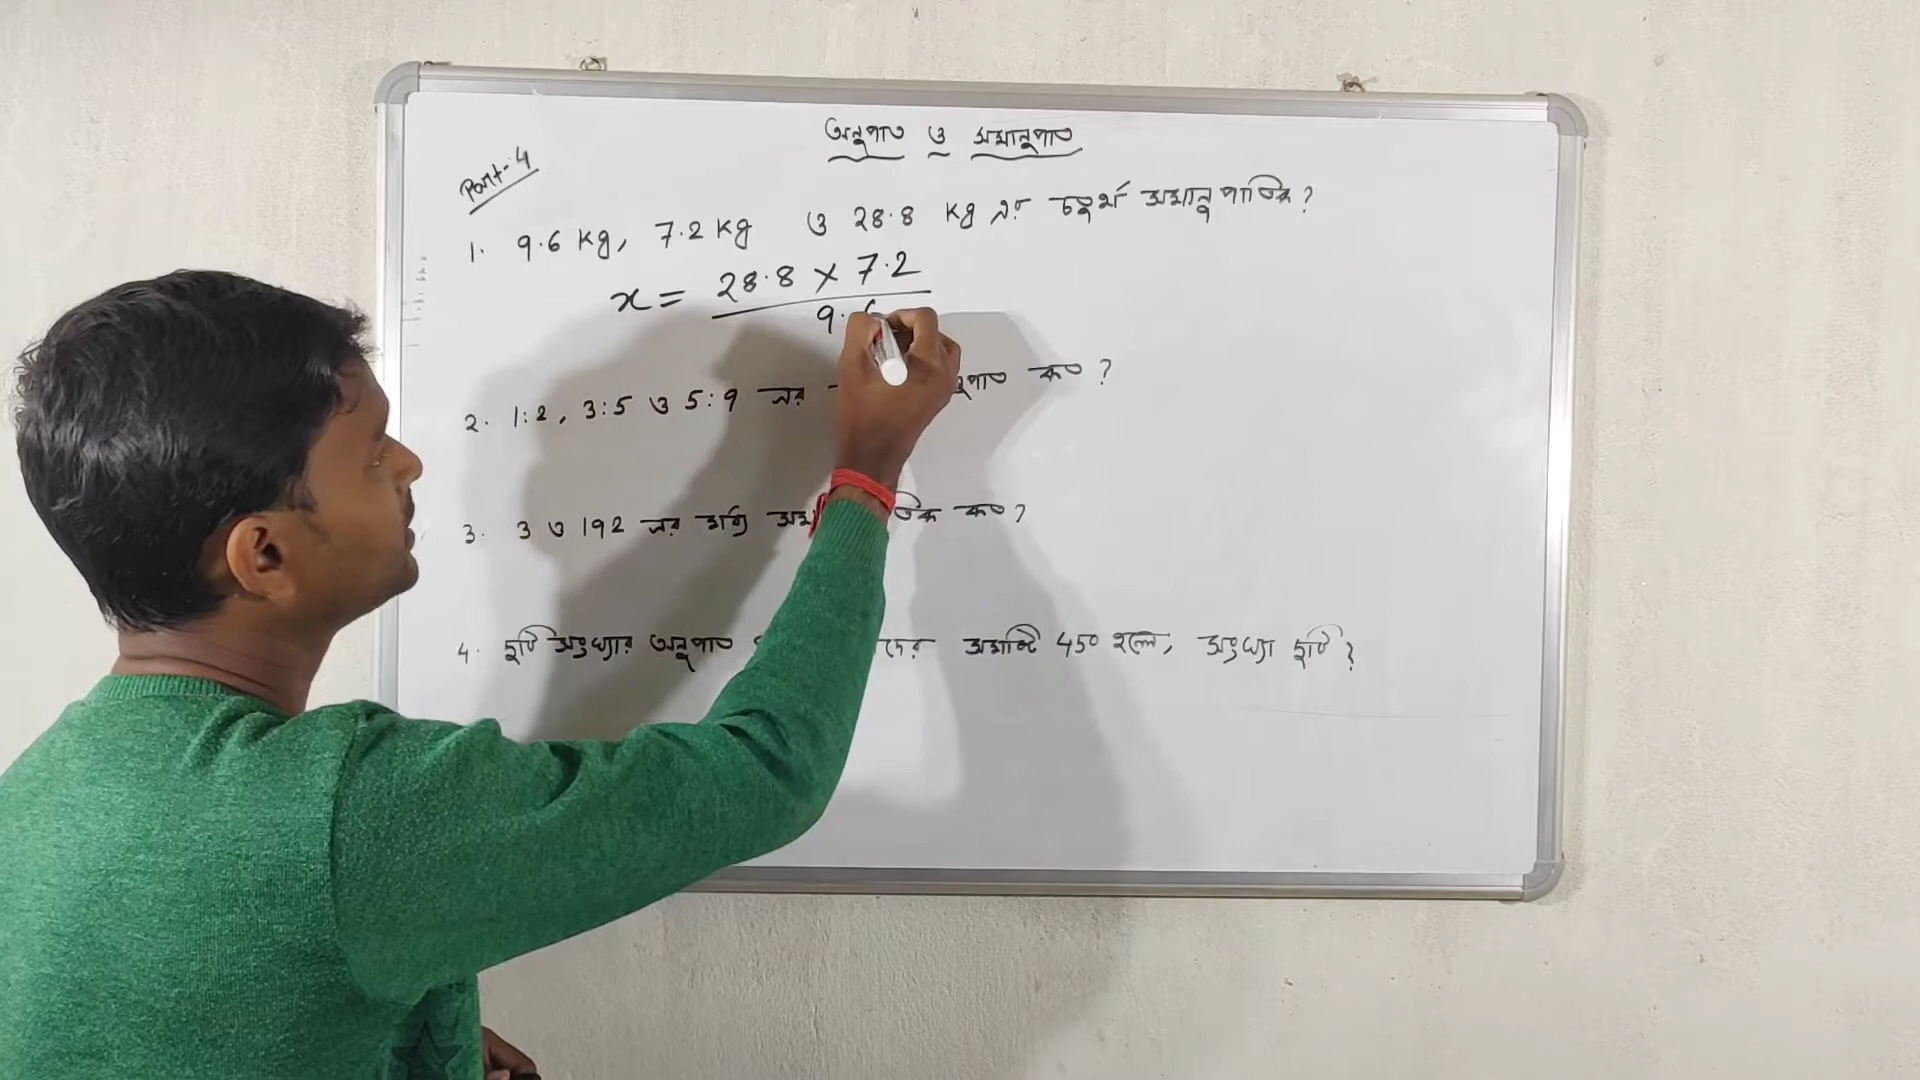 অনুপাত ও সমানুপাত
Part-4
1. 9.6 kg, 7.2 kg ও 28.8 kg এর চতুর্থ সমানুপাতিক?
x = 28.8 × 7.2
9.6
2. 1:2, 3:5 ও 5:9 এর কত?
3. 3 ও 192 এর মধ্য কত?
4. দুটি সংখ্যার অনুপাত সমষ্টি 450 হলে, সংখ্যা দুটি?